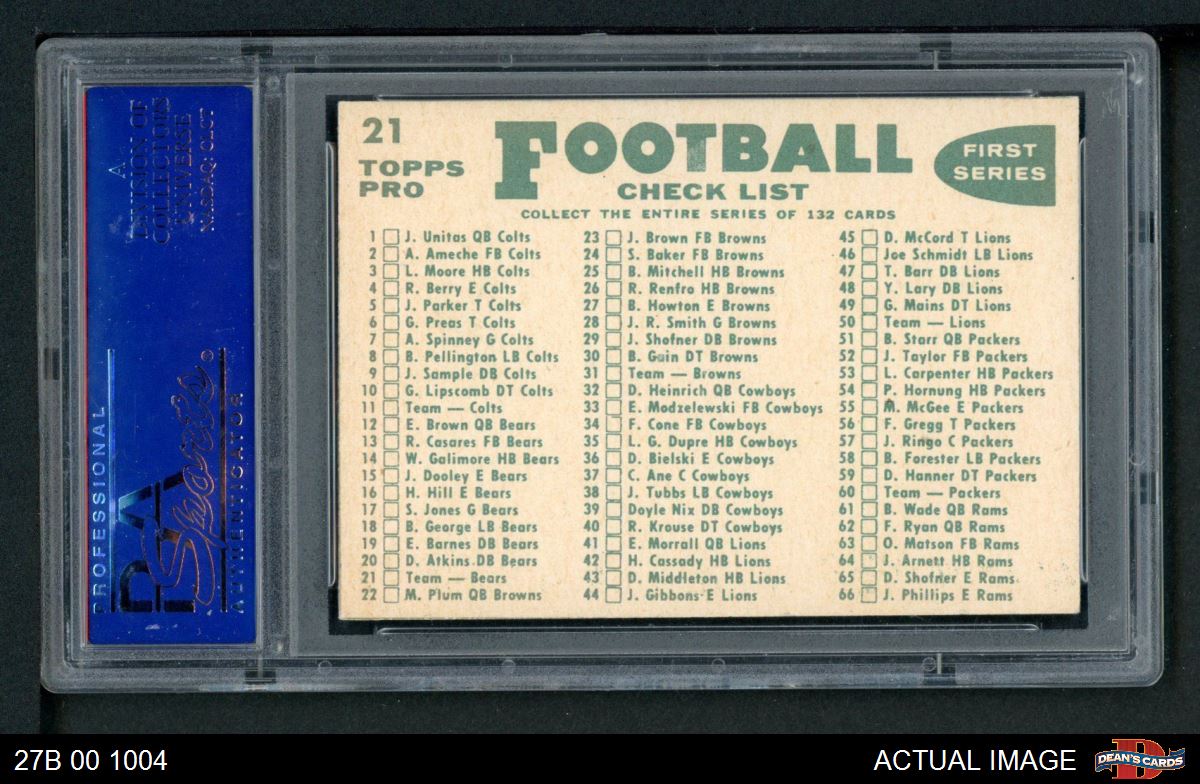 A
DIVISION OF
COLLECTORS
UNIVERSE
NASDAQ:CLCT
PROFESSIONAL
PSA
Sports
AUTHENTICATOR
21
TOPPS
PRO
FOOTBALL
CHECK LIST
FIRST
SERIES
COLLECT THE ENTIRE SERIES OF 132 CARDS
1 J. Unitas QB Colts
2 A. Ameche FB Colts
3 L. Moore HB Colts
4 R. Berry E Colts
5 J. Parker T Colts
6 G. Preas T Colts
7 A. Spinney G Colts
8 B. Pellington LB Colts
9 J. Sample DB Colts
10 G. Lipscomb DT Colts
11 Team — Colts
12 E. Brown QB Bears
13 R. Casares FB Bears
14 W. Galimore HB Bears
15 J. Dooley E Bears
16 H. Hill E Bears
17 S. Jones G Bears
18 B. George LB Bears
19 E. Barnes DB Bears
20 D. Atkins DB Bears
21 Team — Bears
22 M. Plum QB Browns
23 J. Brown FB Browns
24 S. Baker FB Browns
25 B. Mitchell HB Browns
26 R. Renfro HB Browns
27 B. Howton E Browns
28 J. R. Smith G Browns
29 J. Shofner DB Browns
30 B. Gain DT Browns
31 Team — Browns
32 D. Heinrich QB Cowboys
33 E. Modzelewski FB Cowboys
34 F. Cone FB Cowboys
35 L. G. Dupre HB Cowboys
36 D. Bielski E Cowboys
37 C. Ane C Cowboys
38 J. Tubbs LB Cowboys
39 Doyle Nix DB Cowboys
40 R. Krouse DT Cowboys
41 E. Morrall QB Lions
42 H. Cassady HB Lions
43 D. Middleton HB Lions
44 J. Gibbons E Lions
45 D. McCord T Lions
46 Joe Schmidt LB Lions
47 T. Barr DB Lions
48 Y. Lary DB Lions
49 G. Mains DT Lions
50 Team — Lions
51 B. Starr QB Packers
52 J. Taylor FB Packers
53 L. Carpenter HB Packers
54 P. Hornung HB Packers
55 M. McGee E Packers
56 F. Gregg T Packers
57 J. Ringo C Packers
58 B. Forester LB Packers
59 D. Hanner DT Packers
60 Team — Packers
61 B. Wade QB Rams
62 F. Ryan QB Rams
63 O. Matson FB Rams
64 J. Arnett HB Rams
65 D. Shofner E Rams
66 J. Phillips E Rams
27B 00 1004
ACTUAL IMAGE
D
DEAN'S CARDS